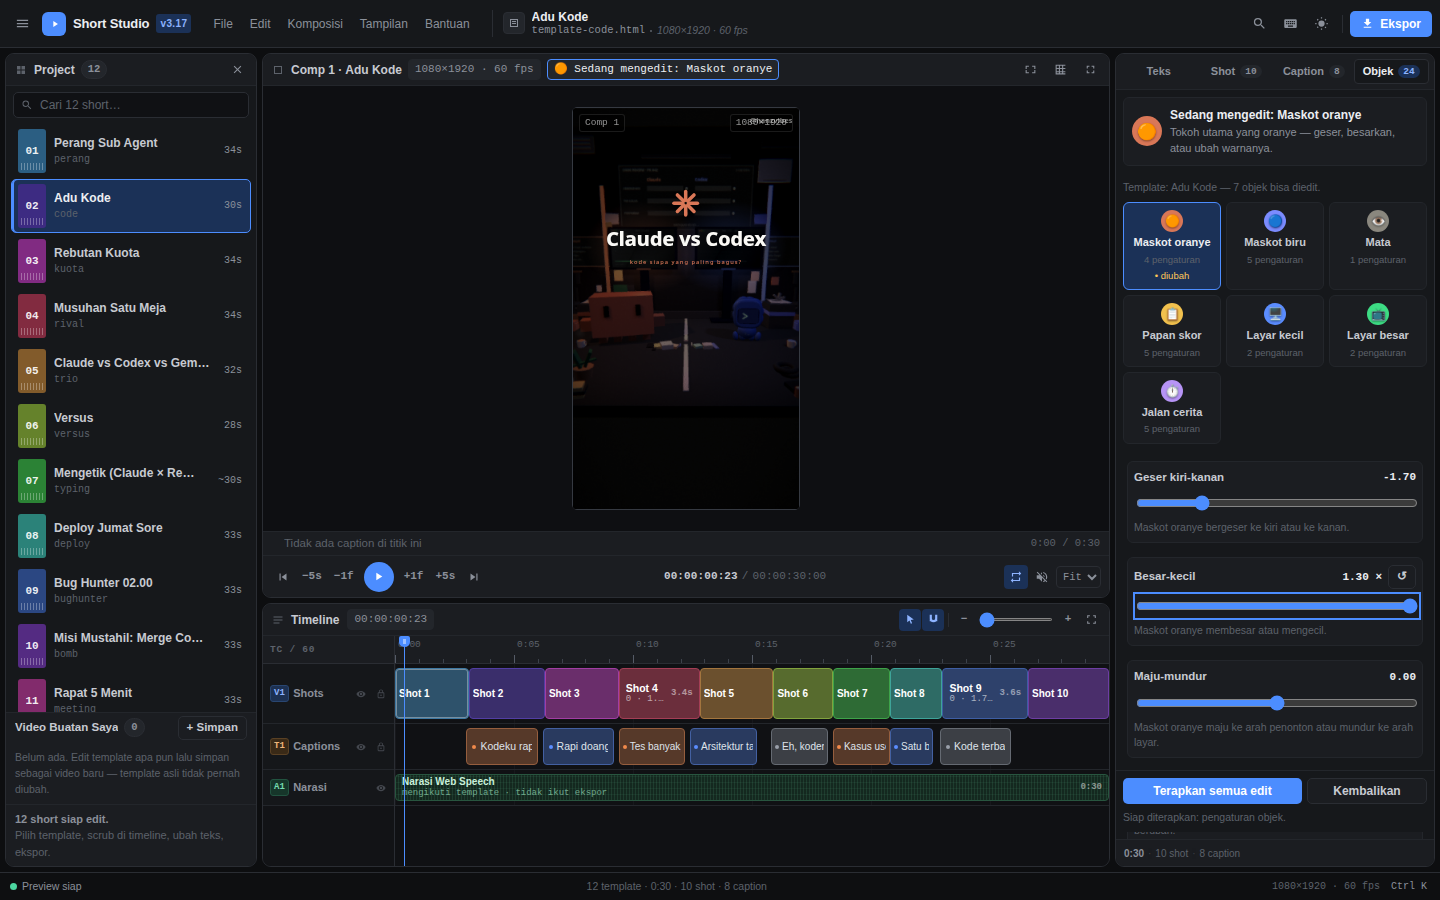 Short Studio v3.17 File Edit Komposisi Tampilan Bantuan
Adu Kode
template-code.html · 1080×1920 · 60 fps
Ekspor
Project 12
Cari 12 short…
01 Perang Sub Agent
perang
34s
02 Adu Kode
code
30s
03 Rebutan Kuota
kuota
34s
04 Musuhan Satu Meja
rival
34s
05 Claude vs Codex vs Gem…
trio
32s
06 Versus
versus
28s
07 Mengetik (Claude × Re…
typing
~30s
08 Deploy Jumat Sore
deploy
33s
09 Bug Hunter 02.00
bughunter
33s
10 Misi Mustahil: Merge Co…
bomb
33s
11 Rapat 5 Menit
meeting
33s
Video Buatan Saya 0 + Simpan
Belum ada. Edit template apa pun lalu simpan
sebagai video baru — template asli tidak pernah
diubah.
12 short siap edit.
Pilih template, scrub di timeline, ubah teks,
ekspor.
Comp 1 · Adu Kode 1080×1920 · 60 fps Sedang mengedit: Maskot oranye
Comp 1
1080×1920
Claude vs Codex
kode siapa yang paling bagus?
Tidak ada caption di titik ini 0:00 / 0:30
−5s −1f +1f +5s 00:00:00:23 / 00:00:30:00 Fit
Timeline 00:00:00:23 − +
TC / 60 0:05 0:10 0:15 0:20 0:25
V1 Shots
Shot 1 Shot 2 Shot 3 Shot 4 3.4s Shot 5 Shot 6 Shot 7 Shot 8 Shot 9 3.6s Shot 10
0 · 1.… 0 · 1.7…
T1 Captions
Kodeku rap Rapi doang Tes banyak Arsitektur ta Eh, koder Kasus us Satu b Kode terba
A1 Narasi
Narasi Web Speech
mengikuti template · tidak ikut ekspor
0:30
Teks Shot 10 Caption 8 Objek 24
Sedang mengedit: Maskot oranye
Tokoh utama yang oranye — geser, besarkan,
atau ubah warnanya.
Template: Adu Kode — 7 objek bisa diedit.
Maskot oranye
4 pengaturan
• diubah
Maskot biru
5 pengaturan
Mata
1 pengaturan
Papan skor
5 pengaturan
Layar kecil
2 pengaturan
Layar besar
2 pengaturan
Jalan cerita
5 pengaturan
Geser kiri-kanan -1.70
Maskot oranye bergeser ke kiri atau ke kanan.
Besar-kecil 1.30 × ↺
Maskot oranye membesar atau mengecil.
Maju-mundur 0.00
Maskot oranye maju ke arah penonton atau mundur ke arah
layar.
Terapkan semua edit Kembalikan
Siap diterapkan: pengaturan objek.
0:30 · 10 shot · 8 caption
Preview siap 12 template · 0:30 · 10 shot · 8 caption 1080×1920 · 60 fps Ctrl K